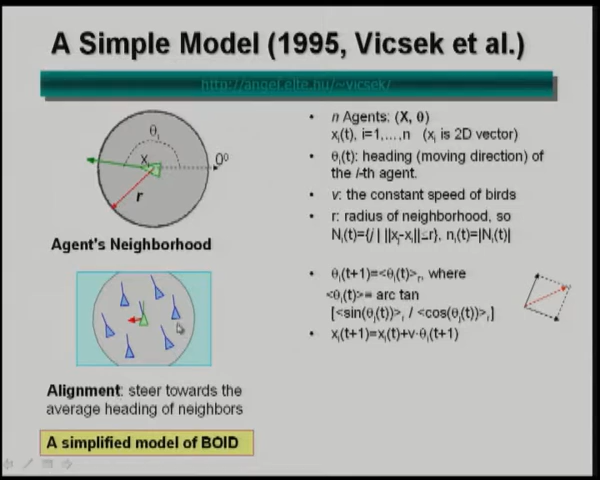 A Simple Model (1995, Vicsek et al.)
http://angel.elte.hu/~vicsek/
θᵢ
xᵢ
0⁰
r
Agent's Neighborhood
Alignment: steer towards the
average heading of neighbors
A simplified model of BOID
• n Agents: (X, θ)
xᵢ(t), i=1,...,n (xᵢ is 2D vector)
• θᵢ(t): heading (moving direction) of
the i-th agent.
• v: the constant speed of birds
• r: radius of neighborhood, so
Nᵢ(t)={j | ||xⱼ-xᵢ||≤r}, nᵢ(t)=|Nᵢ(t)|
• θᵢ(t+1)=<θᵢ(t)>ᵣ, where
<θᵢ(t)>= arc tan
[<sin(θᵢ(t))>ᵣ / <cos(θᵢ(t))>ᵣ]
• xᵢ(t+1)=xᵢ(t)+v·θᵢ(t+1)